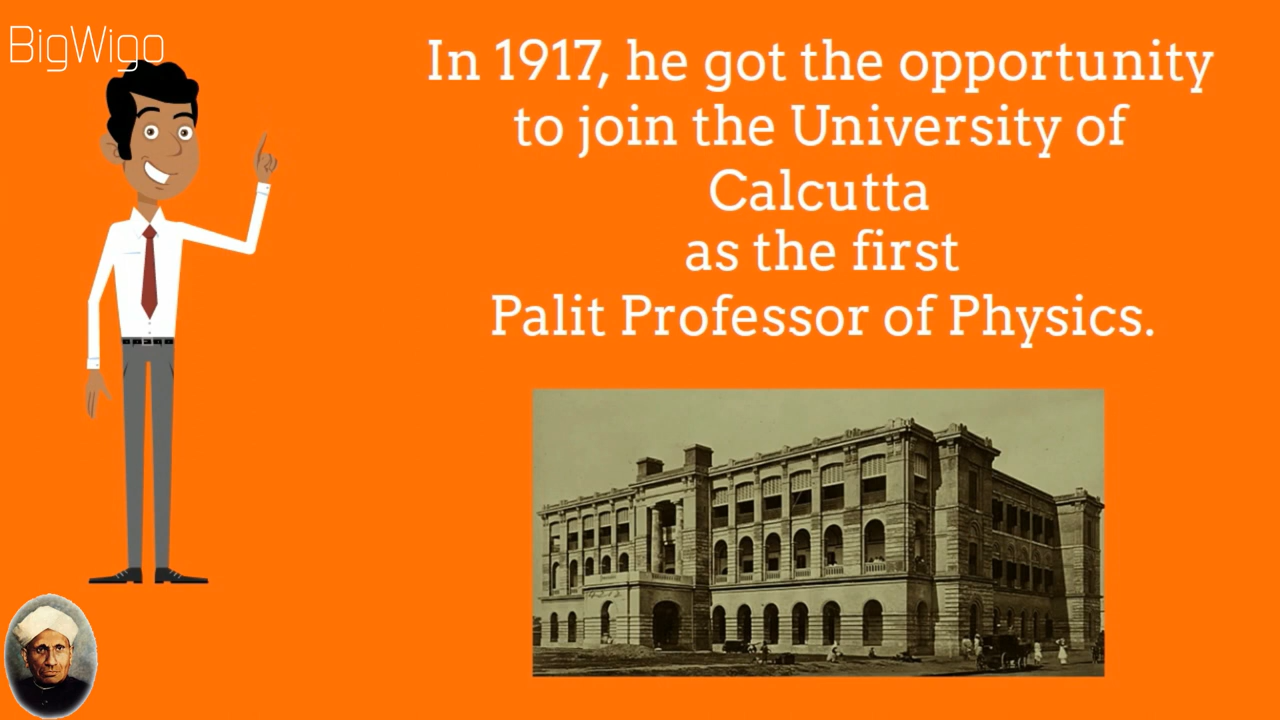 BigWigo
In 1917, he got the opportunity
to join the University of
Calcutta
as the first
Palit Professor of Physics.